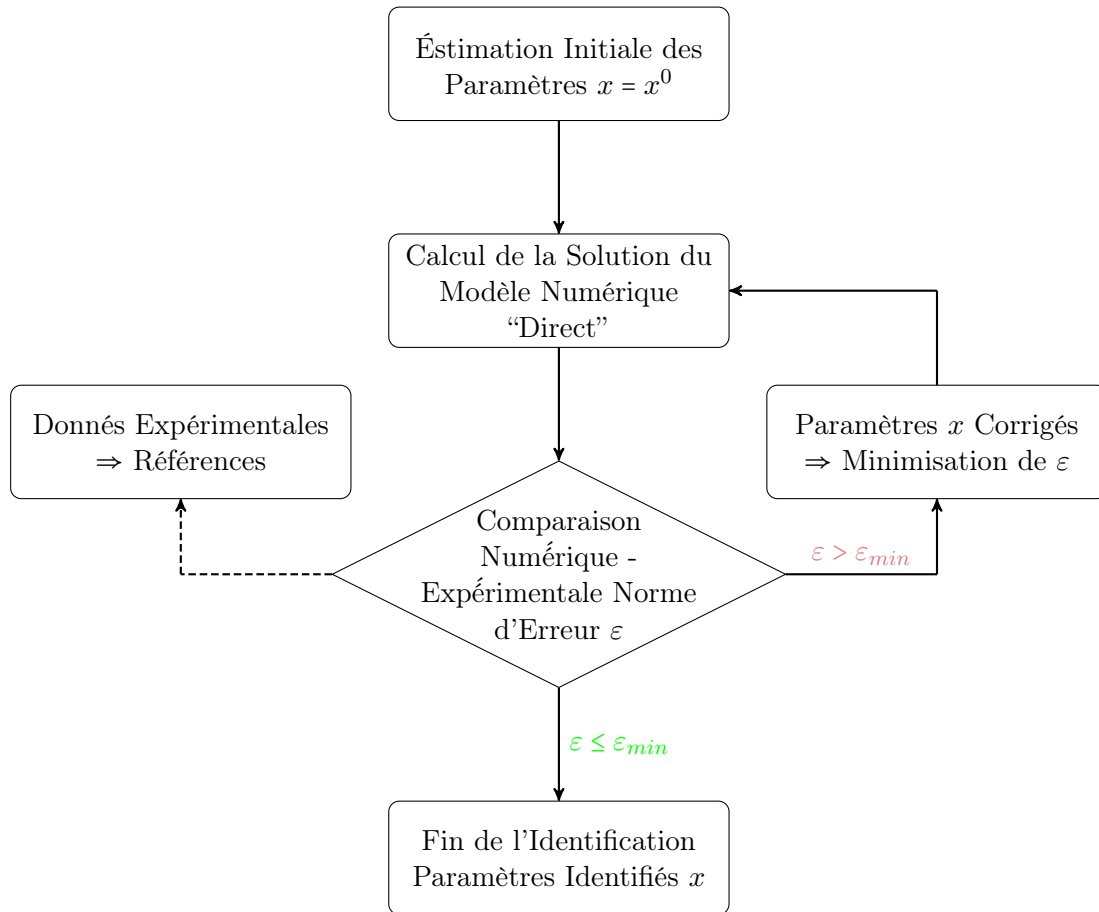 Éstimation Initiale des
Paramètres x = x⁰
Calcul de la Solution du
Modèle Numérique
“Direct”
Donnés Expérimentales
⇒ Références
Paramètres x Corrigés
⇒ Minimisation de ε
Comparaison
Numérique -
Expérimentale Norme
d'Erreur ε
ε > ε_min
ε ≤ ε_min
Fin de l'Identification
Paramètres Identifiés x